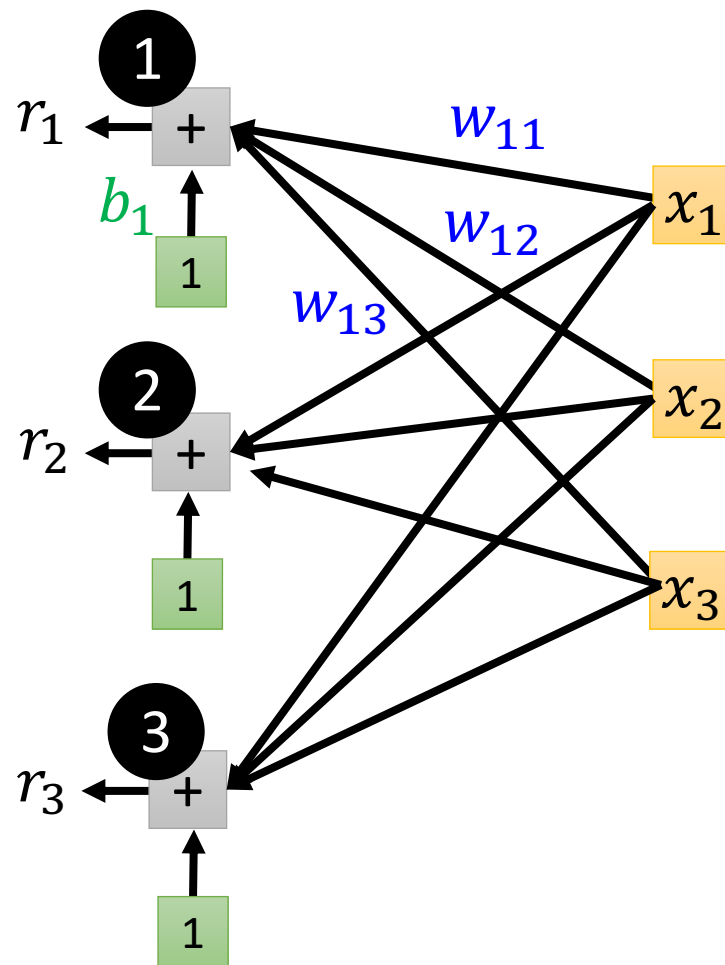 1
r₁
+
w₁₁
b₁
x₁
1
w₁₂
w₁₃
2
x₂
r₂
+
1
x₃
3
r₃
+
1